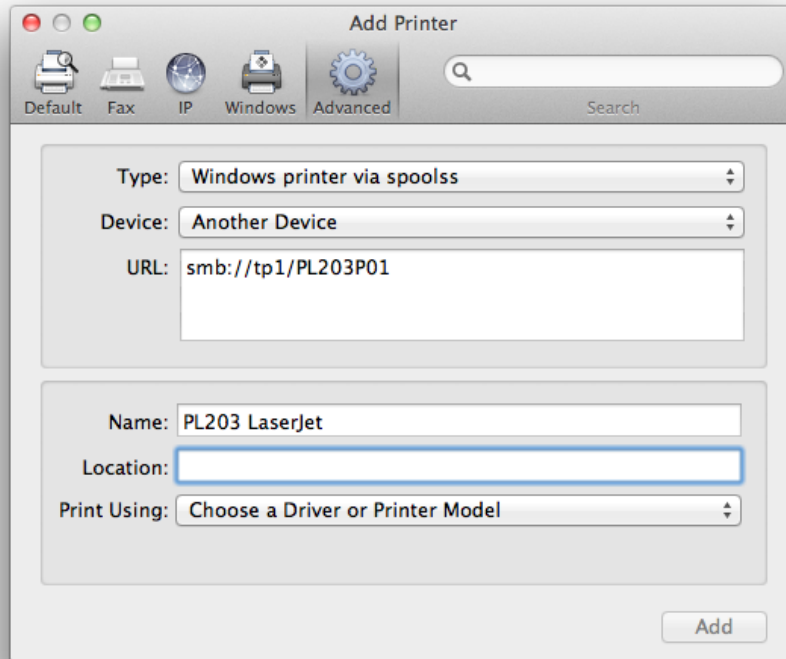 Add Printer
Default Fax IP Windows Advanced Search
Type: Windows printer via spoolss
Device: Another Device
URL: smb://tp1/PL203P01
Name: PL203 LaserJet
Location:
Print Using: Choose a Driver or Printer Model
Add